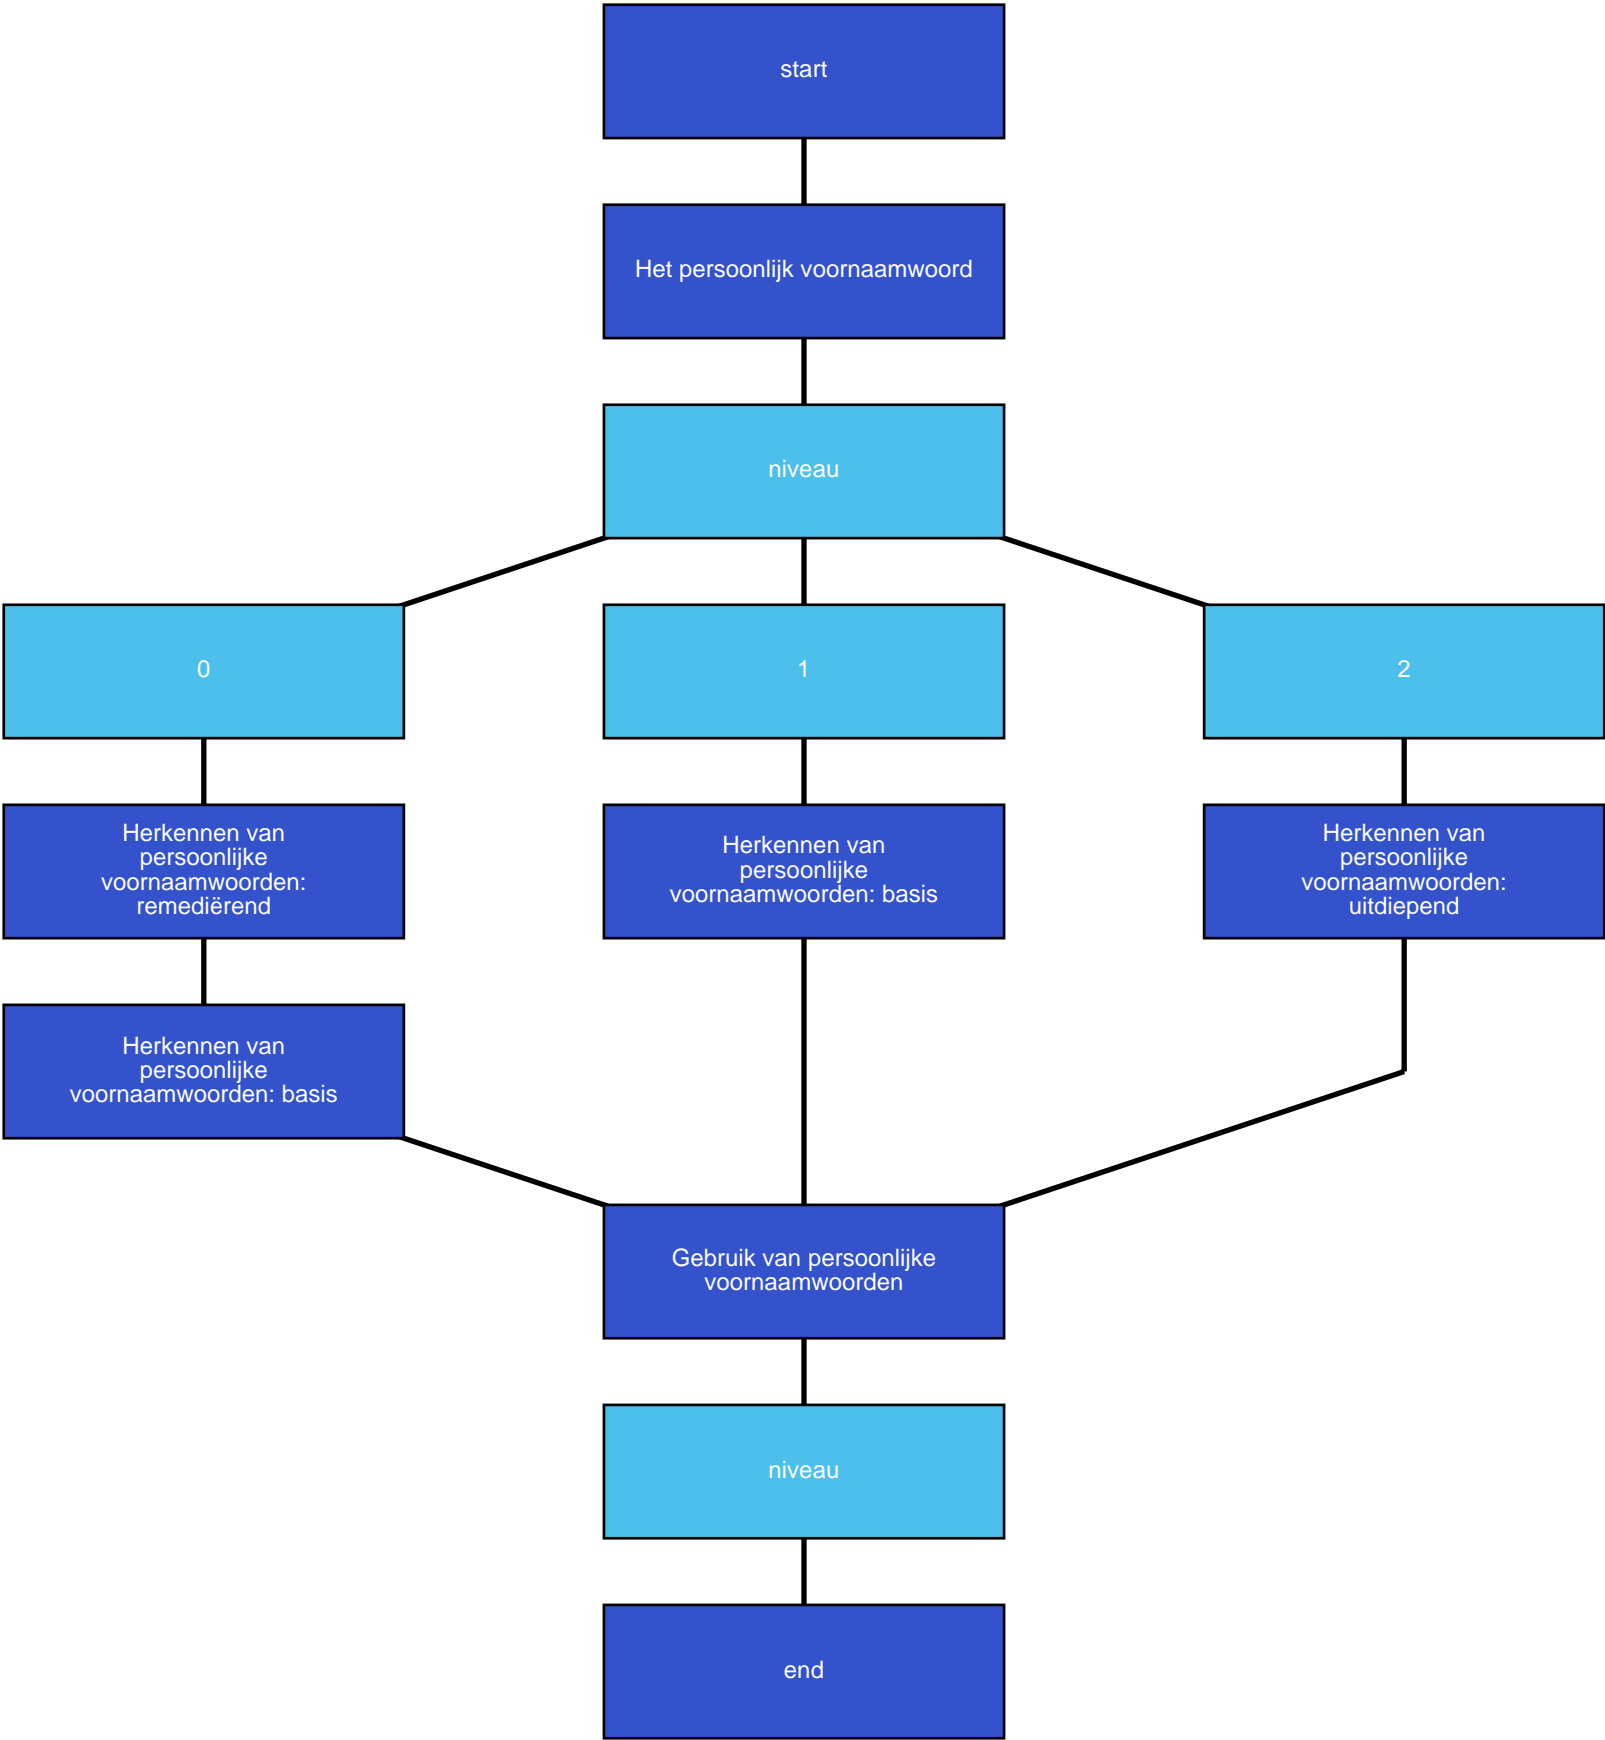 start
Het persoonlijk voornaamwoord
niveau
0
1
2
Herkennen van
persoonlijke
voornaamwoorden:
remediërend
Herkennen van
persoonlijke
voornaamwoorden: basis
Herkennen van
persoonlijke
voornaamwoorden:
uitdiepend
Herkennen van
persoonlijke
voornaamwoorden: basis
Gebruik van persoonlijke
voornaamwoorden
niveau
end